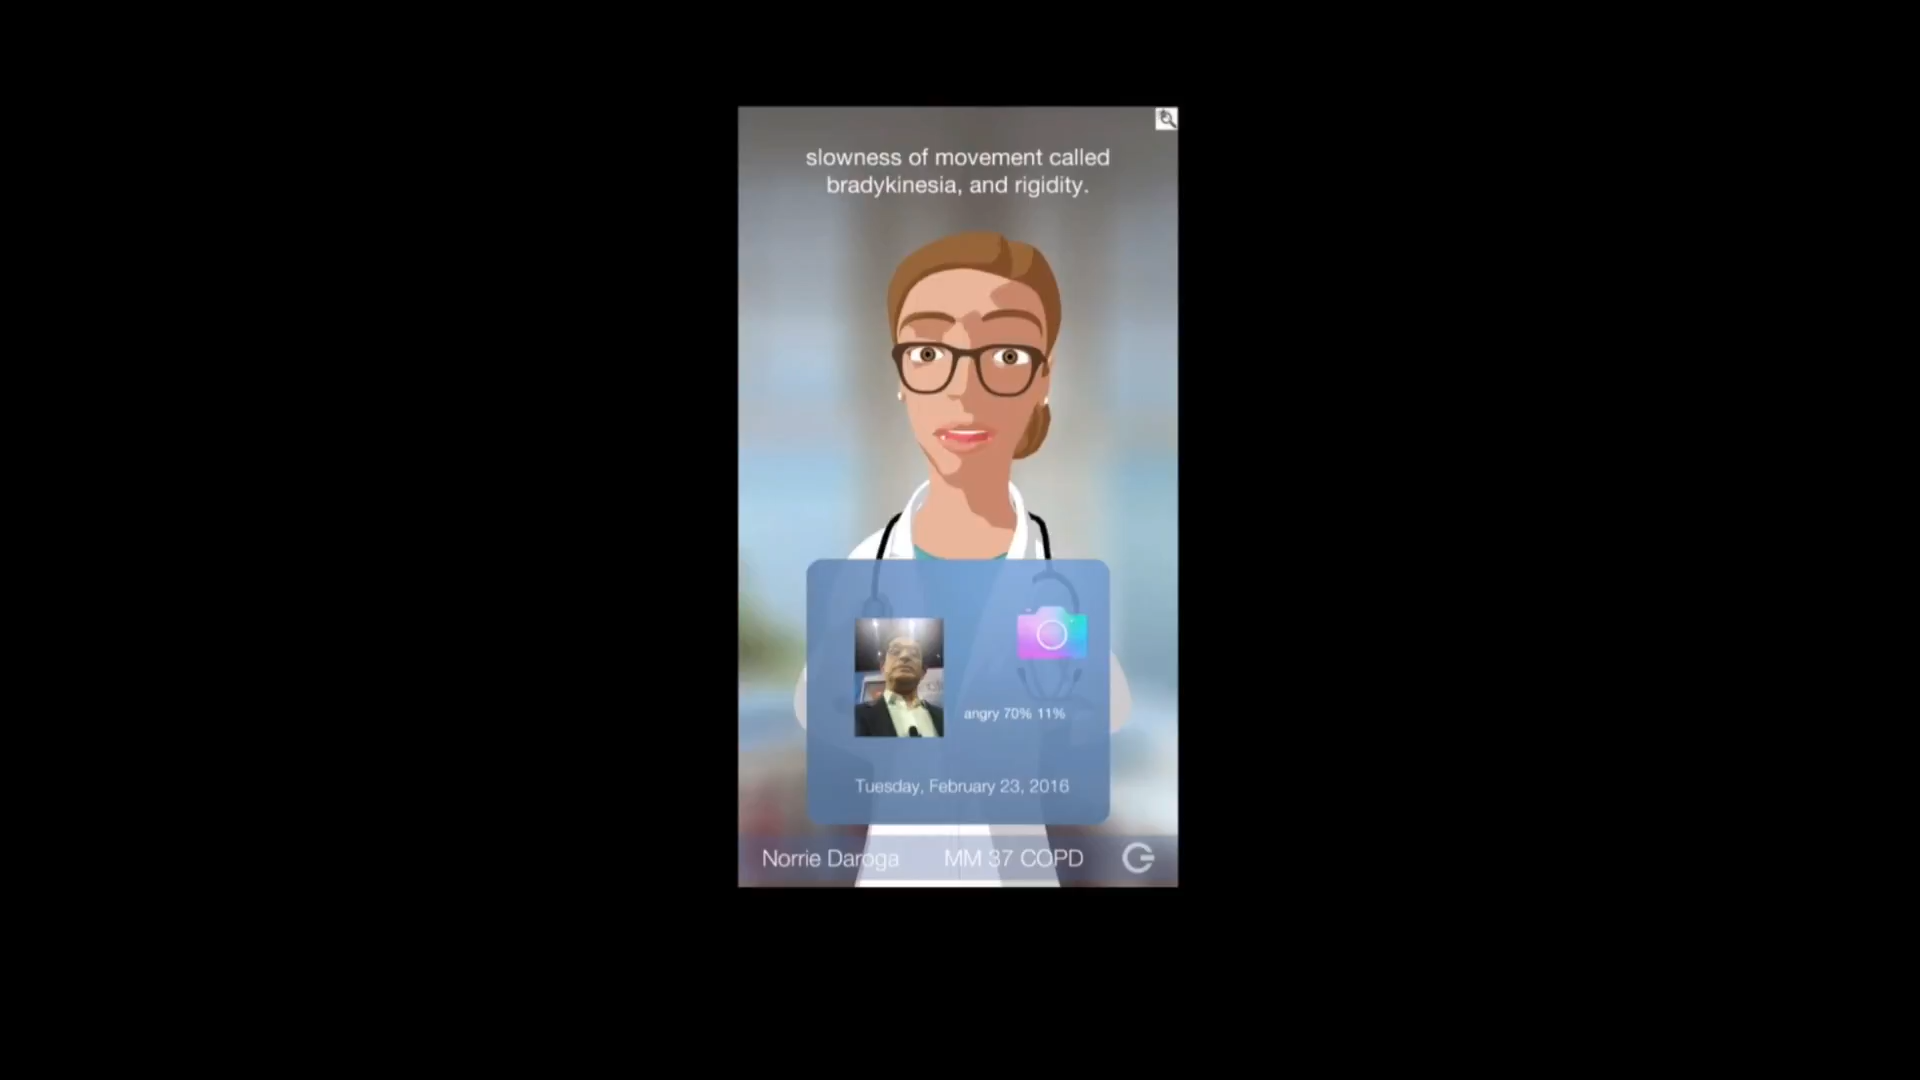 slowness of movement called
bradykinesia, and rigidity.
angry 70% 11%
Tuesday, February 23, 2016
Norrie Daroga MM 37 COPD